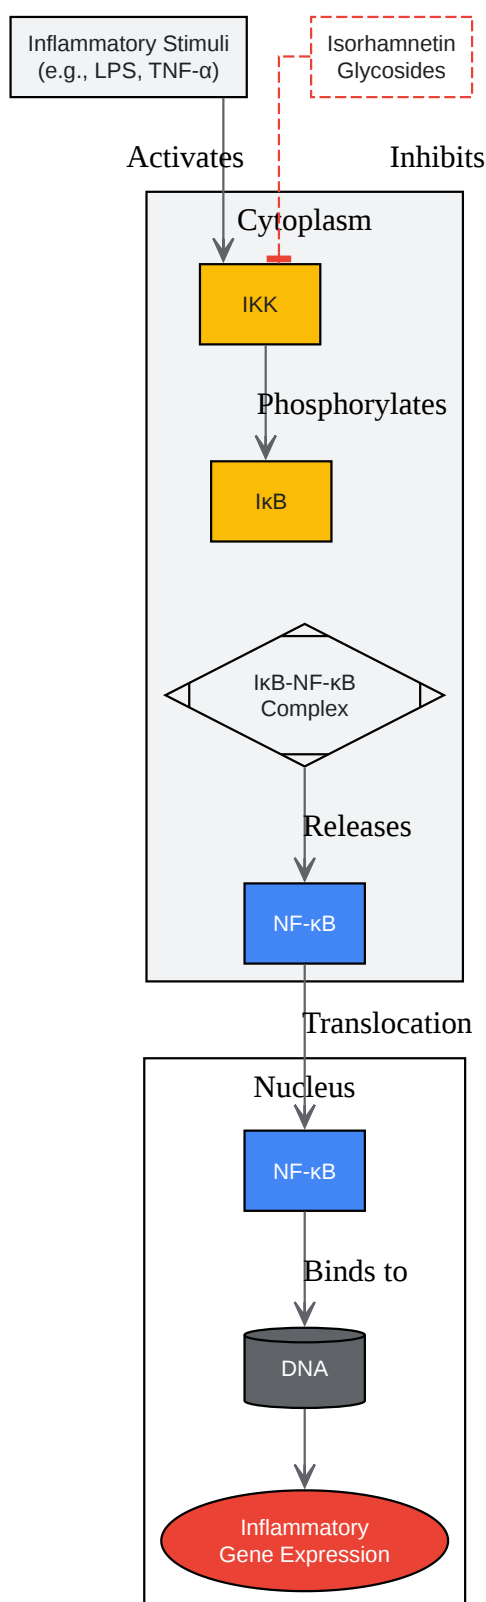 Inflammatory Stimuli
(e.g., LPS, TNF-α)
Isorhamnetin
Glycosides
Activates
Inhibits
Cytoplasm
IKK
Phosphorylates
IκB
IκB-NF-κB
Complex
Releases
NF-κB
Translocation
Nucleus
NF-κB
Binds to
DNA
Inflammatory
Gene Expression